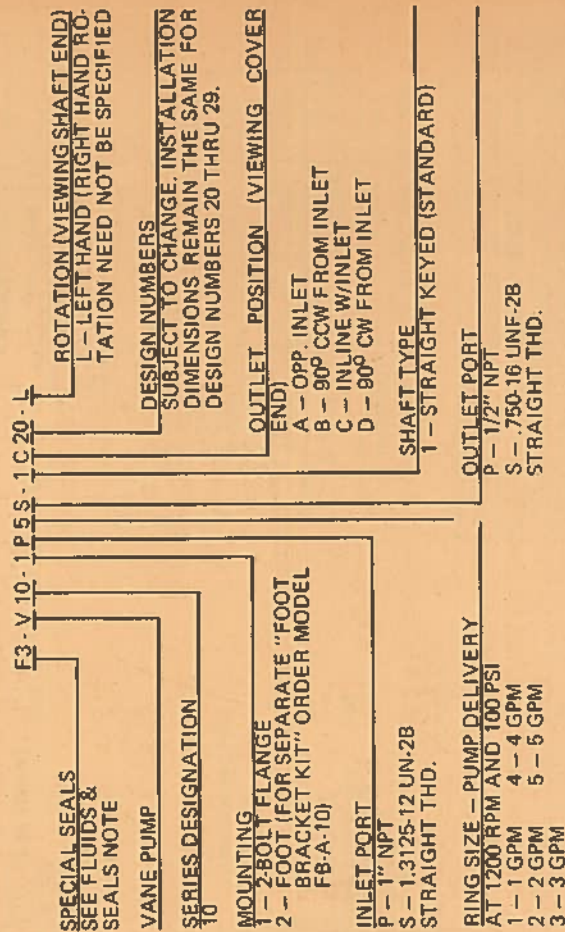 F3 - V 10 - 1 P 5 S - 1 C 20 - L
SPECIAL SEALS
SEE FLUIDS &
SEALS NOTE
VANE PUMP
SERIES DESIGNATION
10
MOUNTING
1 – 2-BOLT FLANGE
2 – FOOT (FOR SEPARATE "FOOT
BRACKET KIT" ORDER MODEL
FB-A-10)
INLET PORT
P – 1" NPT
S – 1.3125-12 UN-2B
STRAIGHT THD.
RING SIZE – PUMP DELIVERY
AT 1200 RPM AND 100 PSI
1 – 1 GPM 4 – 4 GPM
2 – 2 GPM 5 – 5 GPM
3 – 3 GPM
ROTATION (VIEWING SHAFT END)
L – LEFT HAND (RIGHT HAND RO-
TATION NEED NOT BE SPECIFIED
DESIGN NUMBERS
SUBJECT TO CHANGE. INSTALLATION
DIMENSIONS REMAIN THE SAME FOR
DESIGN NUMBERS 20 THRU 29.
OUTLET POSITION (VIEWING COVER
END)
A – OPP. INLET
B – 90° CCW FROM INLET
C – INLINE W/INLET
D – 90° CW FROM INLET
SHAFT TYPE
1 – STRAIGHT KEYED (STANDARD)
OUTLET PORT
P – 1/2" NPT
S – .750-16 UNF-2B
STRAIGHT THD.